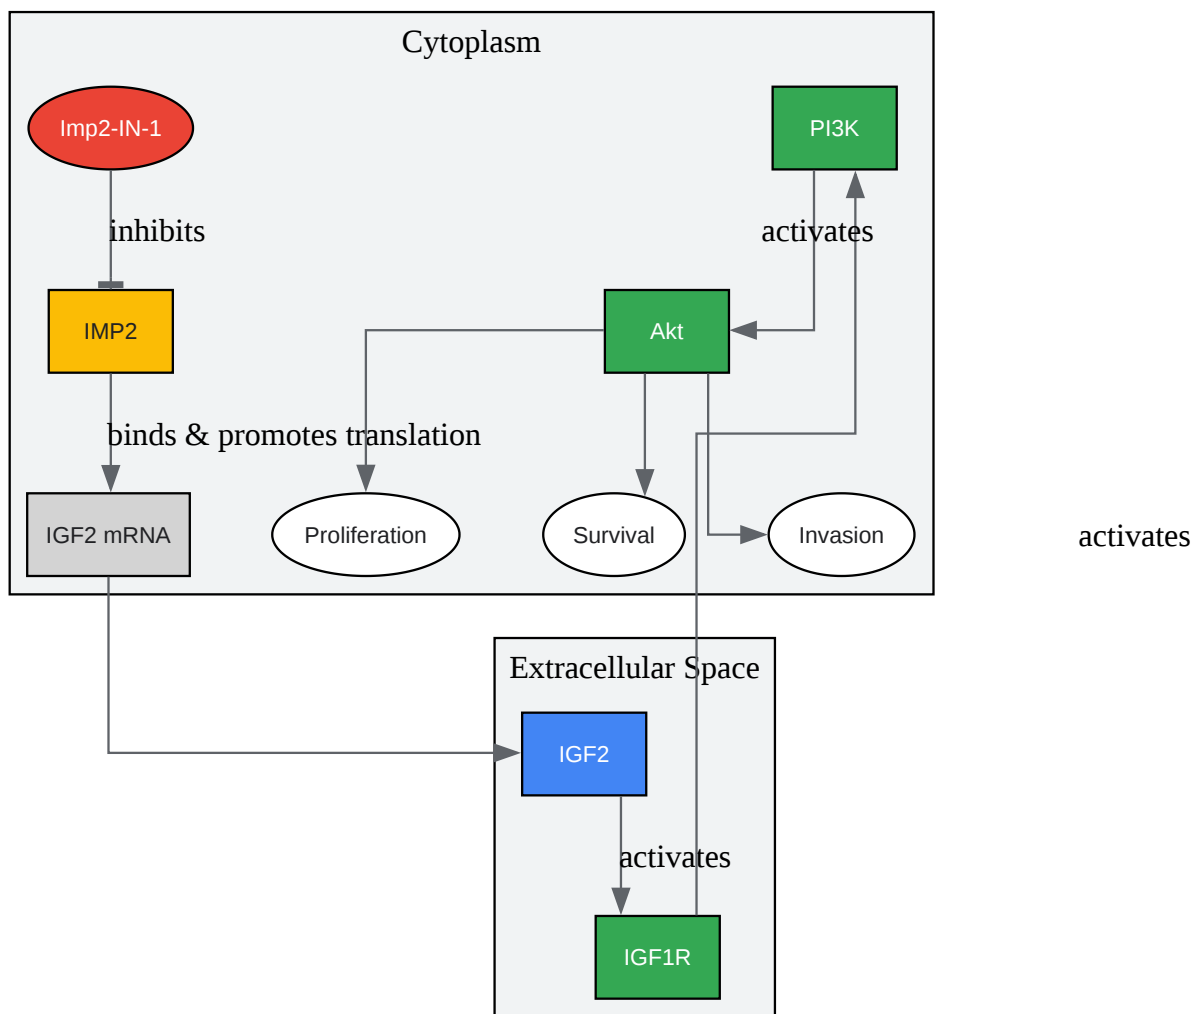 Cytoplasm
Imp2-IN-1
PI3K
inhibits
activates
IMP2
Akt
binds & promotes translation
IGF2 mRNA
Proliferation
Survival
Invasion
activates
Extracellular Space
IGF2
activates
IGF1R